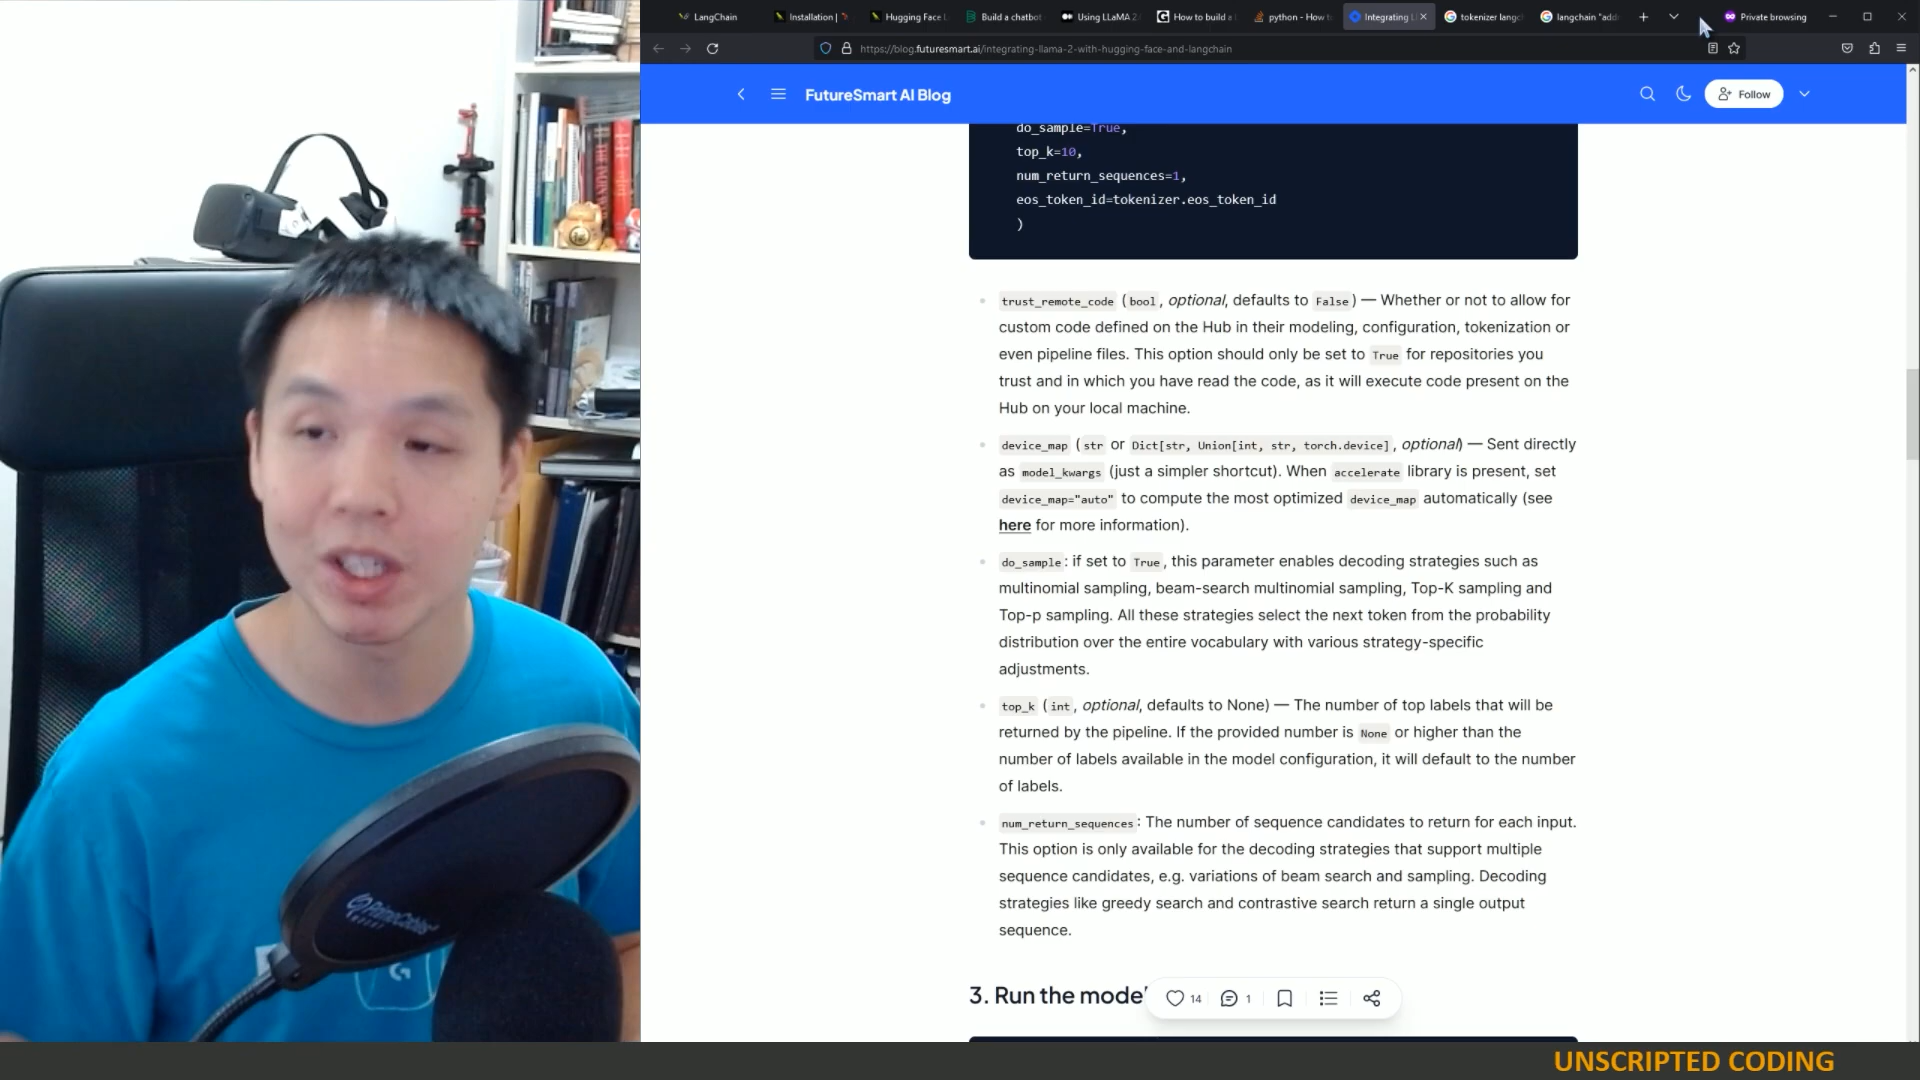 LangChain
Installation |
Hugging Face L
Build a chatbot
Using LLaMA 2.
How to build a
python - How to
Integrating Ll
tokenizer langc
langchain "add
Private browsing
https://blog.futuresmart.ai/integrating-llama-2-with-hugging-face-and-langchain
FutureSmart AI Blog
Follow
do_sample=True,
top_k=10,
num_return_sequences=1,
eos_token_id=tokenizer.eos_token_id
)
trust_remote_code (bool, optional, defaults to False) — Whether or not to allow for
custom code defined on the Hub in their modeling, configuration, tokenization or
even pipeline files. This option should only be set to True for repositories you
trust and in which you have read the code, as it will execute code present on the
Hub on your local machine.
device_map (str or Dict[str, Union[int, str, torch.device], optional) — Sent directly
as model_kwargs (just a simpler shortcut). When accelerate library is present, set
device_map="auto" to compute the most optimized device_map automatically (see
here for more information).
do_sample: if set to True, this parameter enables decoding strategies such as
multinomial sampling, beam-search multinomial sampling, Top-K sampling and
Top-p sampling. All these strategies select the next token from the probability
distribution over the entire vocabulary with various strategy-specific
adjustments.
top_k (int, optional, defaults to None) — The number of top labels that will be
returned by the pipeline. If the provided number is None or higher than the
number of labels available in the model configuration, it will default to the number
of labels.
num_return_sequences: The number of sequence candidates to return for each input.
This option is only available for the decoding strategies that support multiple
sequence candidates, e.g. variations of beam search and sampling. Decoding
strategies like greedy search and contrastive search return a single output
sequence.
3. Run the model
14
1
UNSCRIPTED CODING